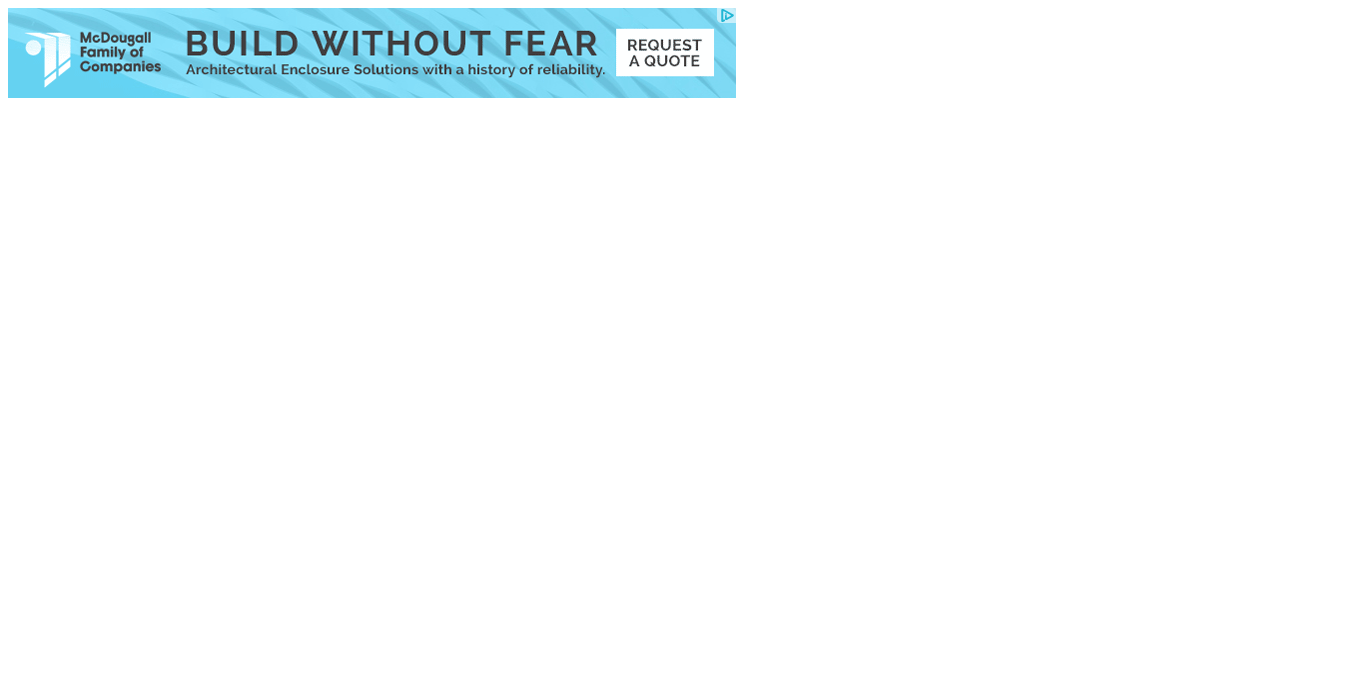 McDougall
Family of
Companies
BUILD WITHOUT FEAR
Architectural Enclosure Solutions with a history of reliability.
REQUEST
A QUOTE